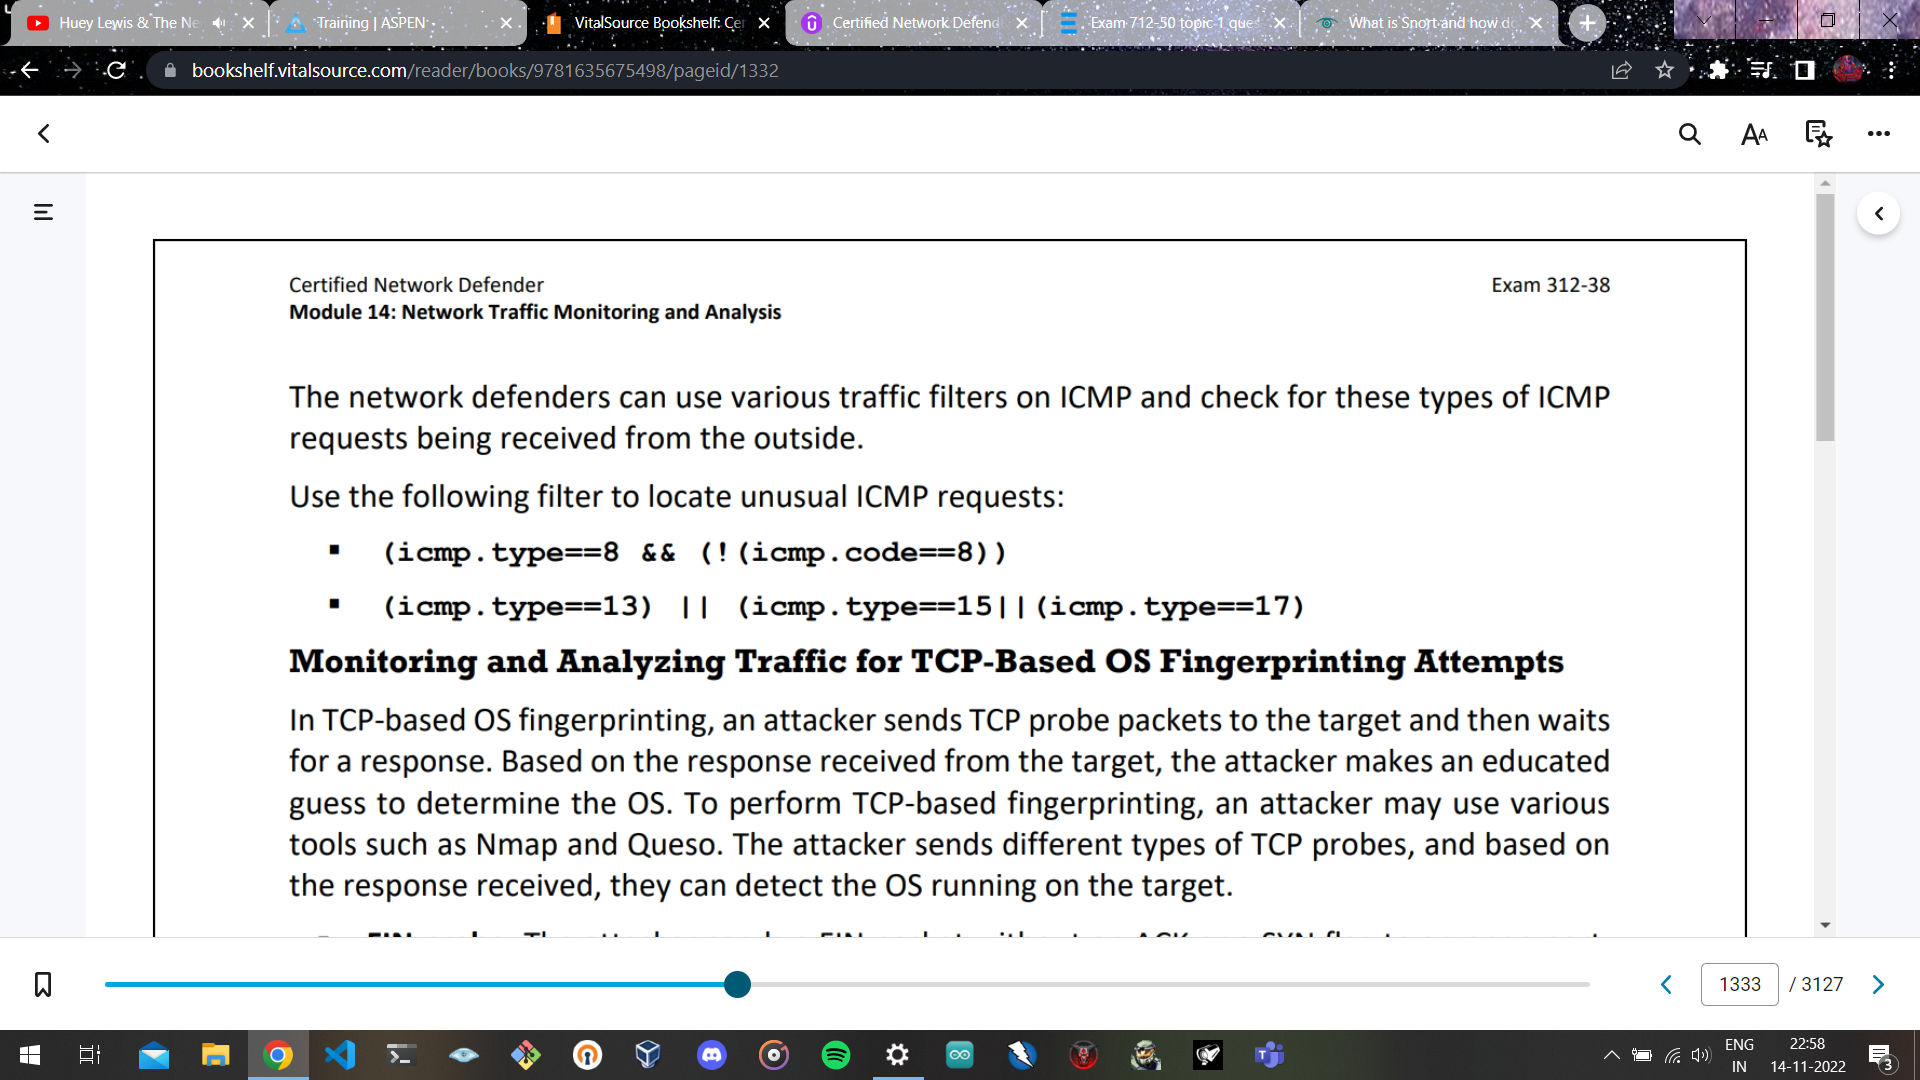 Huey Lewis & The Ne
Training | ASPEN
VitalSource Bookshelf: Cer
Certified Network Defend
Exam 712-50 topic 1 ques
What is Snort and how do
bookshelf.vitalsource.com/reader/books/9781635675498/pageid/1332
Certified Network Defender
Exam 312-38
Module 14: Network Traffic Monitoring and Analysis
The network defenders can use various traffic filters on ICMP and check for these types of ICMP
requests being received from the outside.
Use the following filter to locate unusual ICMP requests:
▪ (icmp.type==8 && (!(icmp.code==8))
▪ (icmp.type==13) || (icmp.type==15||(icmp.type==17)
Monitoring and Analyzing Traffic for TCP-Based OS Fingerprinting Attempts
In TCP-based OS fingerprinting, an attacker sends TCP probe packets to the target and then waits
for a response. Based on the response received from the target, the attacker makes an educated
guess to determine the OS. To perform TCP-based fingerprinting, an attacker may use various
tools such as Nmap and Queso. The attacker sends different types of TCP probes, and based on
the response received, they can detect the OS running on the target.
1333 / 3127
ENG
IN
22:58
14-11-2022
3